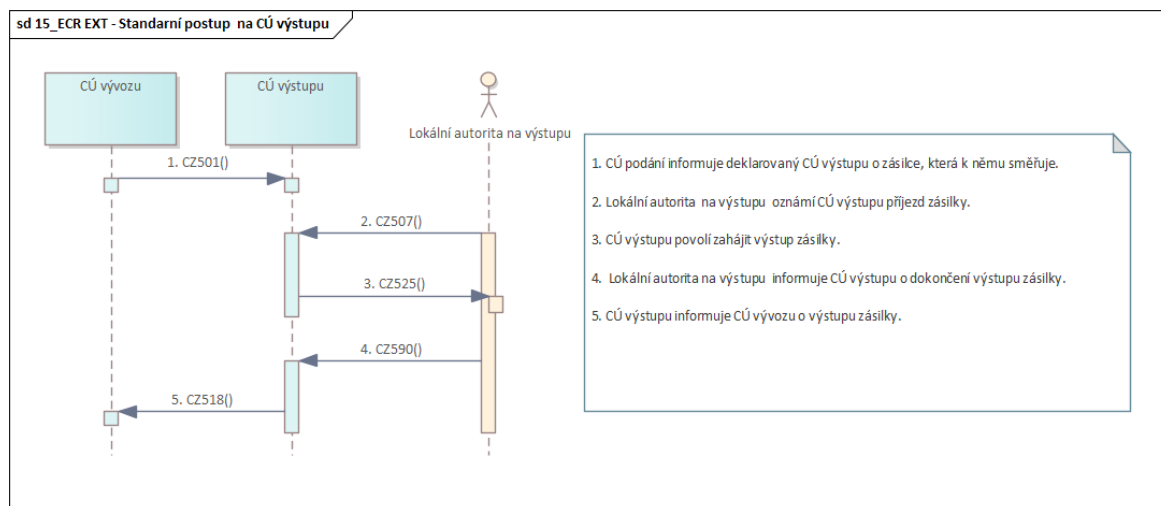 sd 15_ECR EXT - Standarní postup na CÚ výstupu
CÚ vývozu
CÚ výstupu
Lokální autorita na výstupu
1. CZ501()
2. CZ507()
3. CZ525()
4. CZ590()
5. CZ518()
1. CÚ podání informuje deklarovaný CÚ výstupu o zásilce, která k němu směřuje.
2. Lokální autorita na výstupu oznámí CÚ výstupu příjezd zásilky.
3. CÚ výstupu povolí zahájit výstup zásilky.
4. Lokální autorita na výstupu informuje CÚ výstupu o dokončení výstupu zásilky.
5. CÚ výstupu informuje CÚ vývozu o výstupu zásilky.